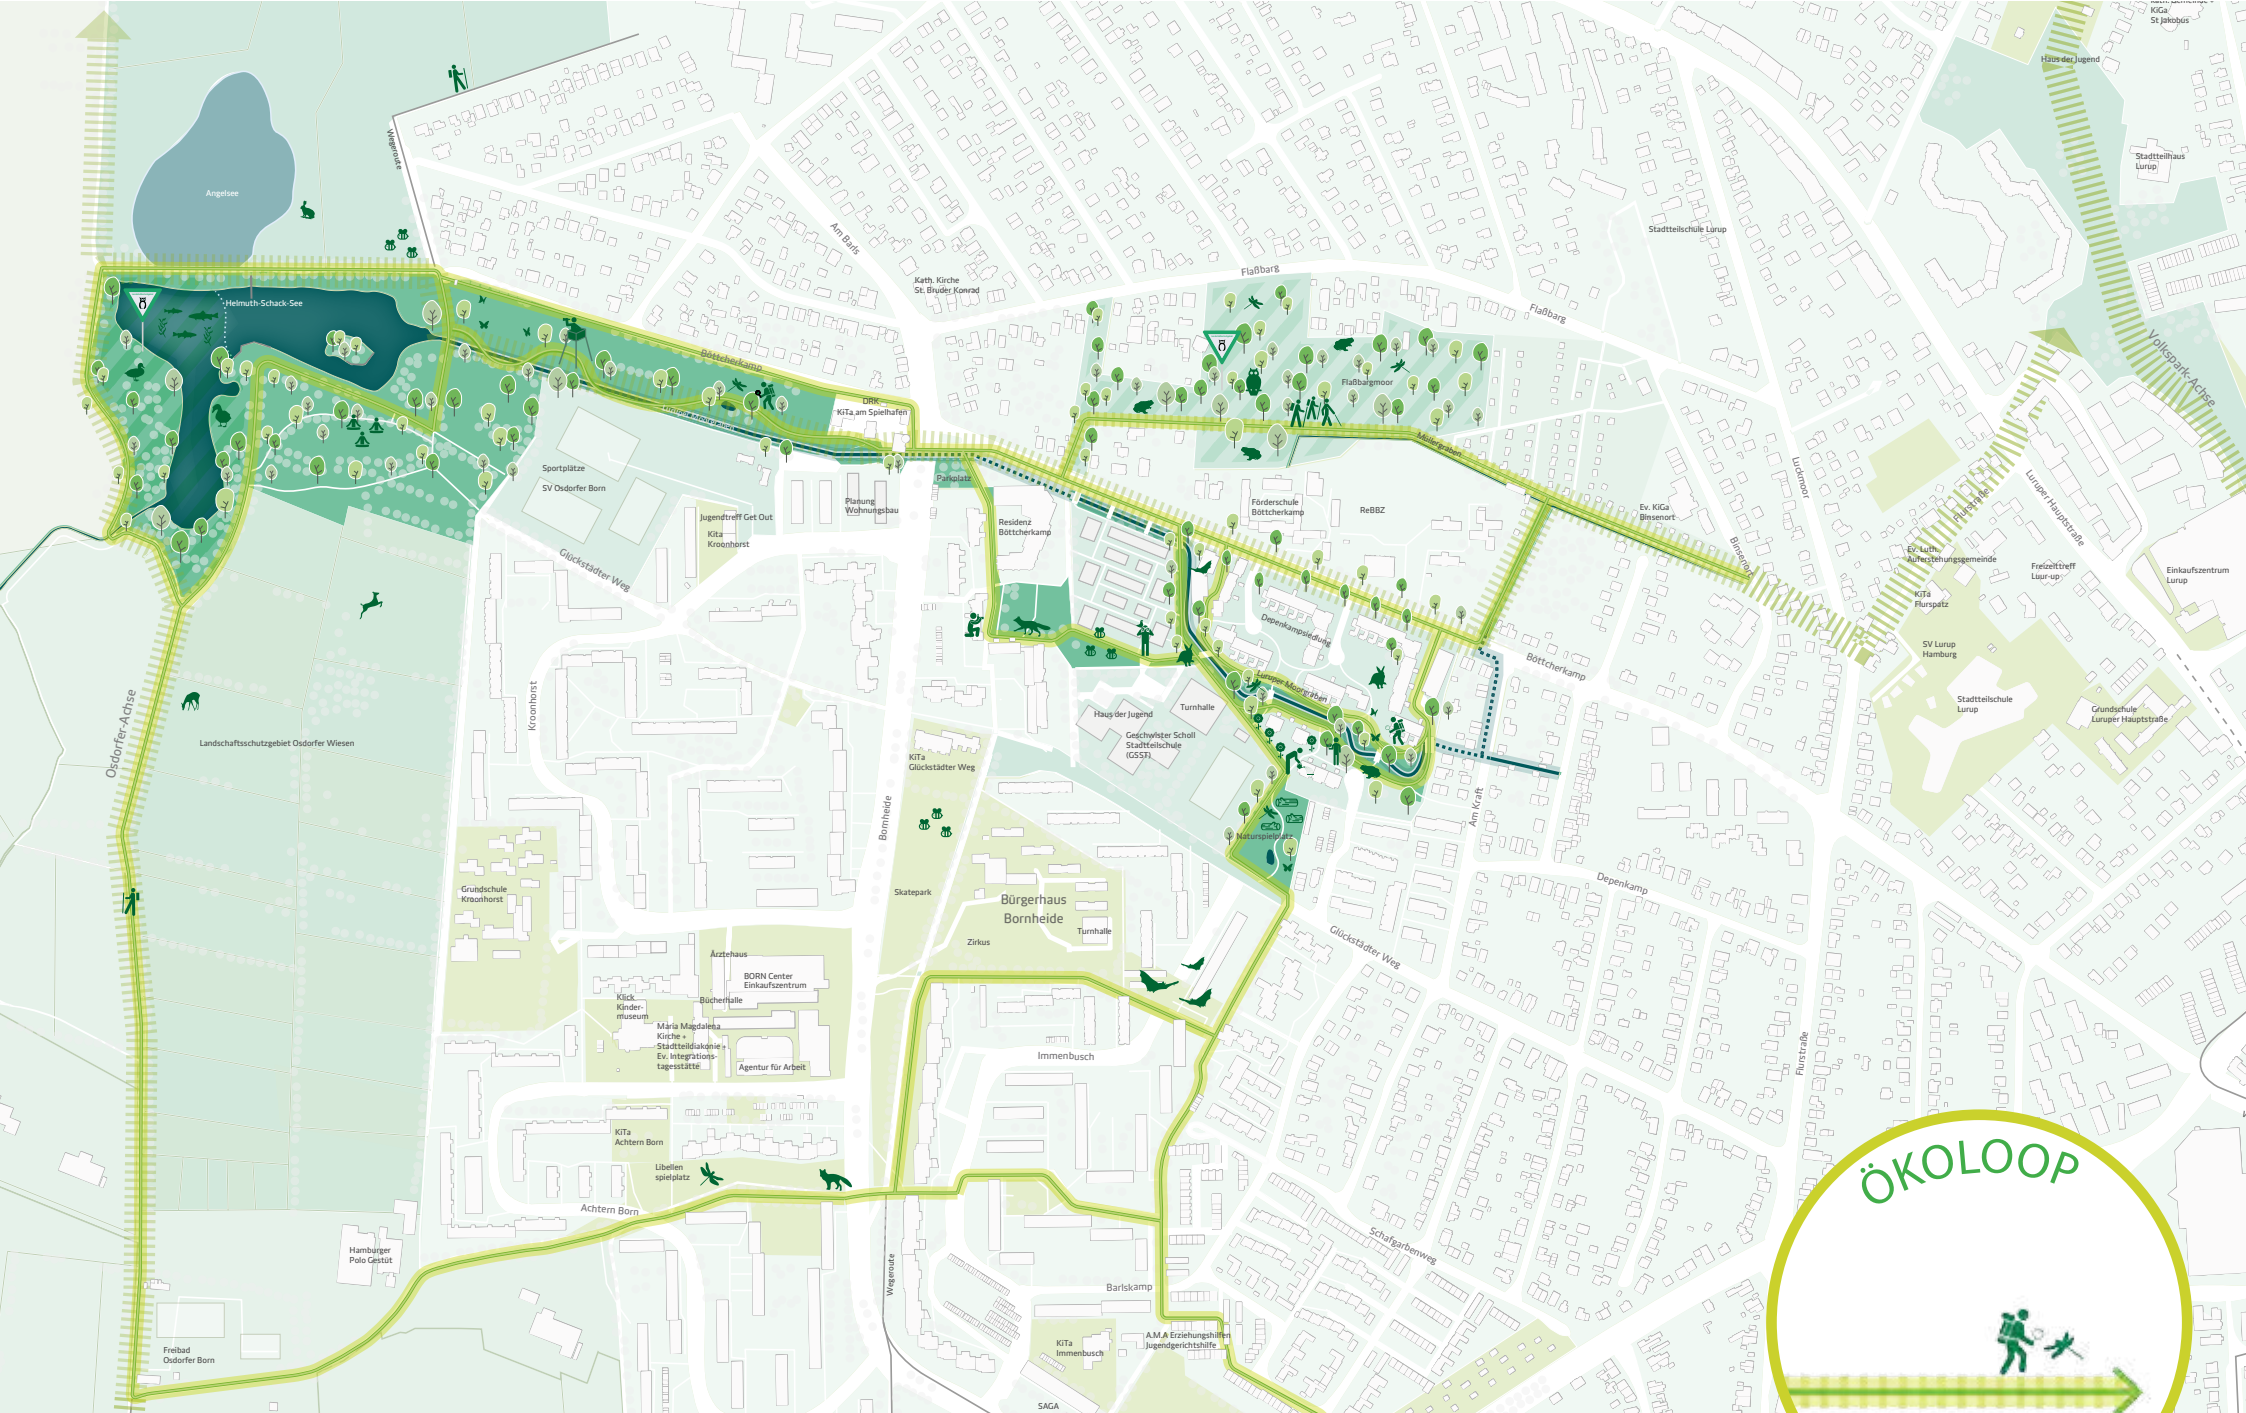 KiGa
St Jakobus
Haus der Jugend
Wegeroute
Stadtteilhaus
Lurup
Angelsee
Stadtteilschule Lurup
Am Barls
Flaßbarg
Kath. Kirche
St. Bruder Konrad
Helmuth-Schack-See
Flaßbarg
Böttcherkamp
Volkspark-Achse
Flaßbargmoor
DRK
KiTa am Spielhafen
Müllergraben
Sportplätze
SV Osdorfer Born
Parkplatz
Luckmoor
Luruper Hauptstraße
Flurstraße
Planung
Wohnungsbau
Förderschule
Böttcherkamp
ReBBZ
Ev. KiGa
Binsenort
Jugendtreff Get Out
Kita
Kroonhorst
Residenz
Böttcherkamp
Binsenort
Ev. Luth.
Auferstehungsgemeinde
Freizeittreff
Luur-up
Einkaufszentrum
Lurup
Glückstädter Weg
KiTa
Flurspatz
Depenkampsiedlung
SV Lurup
Hamburg
Böttcherkamp
Luruper Moorgraben
Stadtteilschule
Lurup
Grundschule
Luruper Hauptstraße
Osdorfer-Achse
Kroonhorst
Haus der Jugend
Turnhalle
Landschaftsschutzgebiet Osdorfer Wiesen
Geschwister Scholl
Stadtteilschule
(GSST)
KiTa
Glückstädter Weg
Bornheide
Am Kraft
Naturspielplatz
Grundschule
Kroonhorst
Skatepark
Depenkamp
Bürgerhaus
Bornheide
Turnhalle
Zirkus
Glückstädter Weg
Ärztehaus
BORN Center
Einkaufszentrum
Klick
Kinder-
museum
Bücherhalle
Maria Magdalena
Kirche +
Stadtteildiakonie +
Ev. Integrations-
tagesstätte
Agentur für Arbeit
Immenbusch
Flurstraße
KiTa
Achtern Born
Libellen
spielplatz
Achtern Born
ÖKOLOOP
Hamburger
Polo Gestüt
Wegeroute
Schafgarbenweg
Barlskamp
Freibad
Osdorfer Born
KiTa
Immenbusch
A.M.A Erziehungshilfen
Jugendgerichtshilfe
SAGA